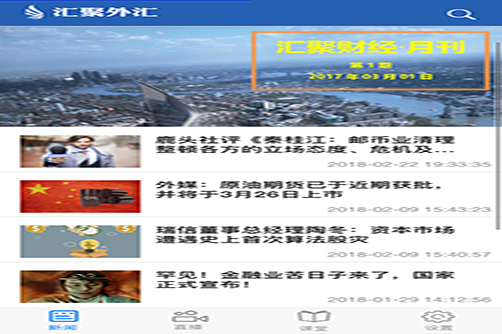 汇聚外汇
汇聚财经·月刊
第1期
2017年03月01日
鹿头社评《秦桂江：邮币业清理
整顿各方的立场态度、危机及...
2018-02-22 19:33:35
外媒：原油期货已于近期获批，
并将于3月26日上市
2018-02-09 15:43:23
瑞信董事总经理陶冬：资本市场
遭遇史上首次算法股灾
2018-02-09 15:40:57
罕见！金融业苦日子来了，国家
正式宣布！
2018-01-29 14:12:56
新闻
直播
课堂
设置